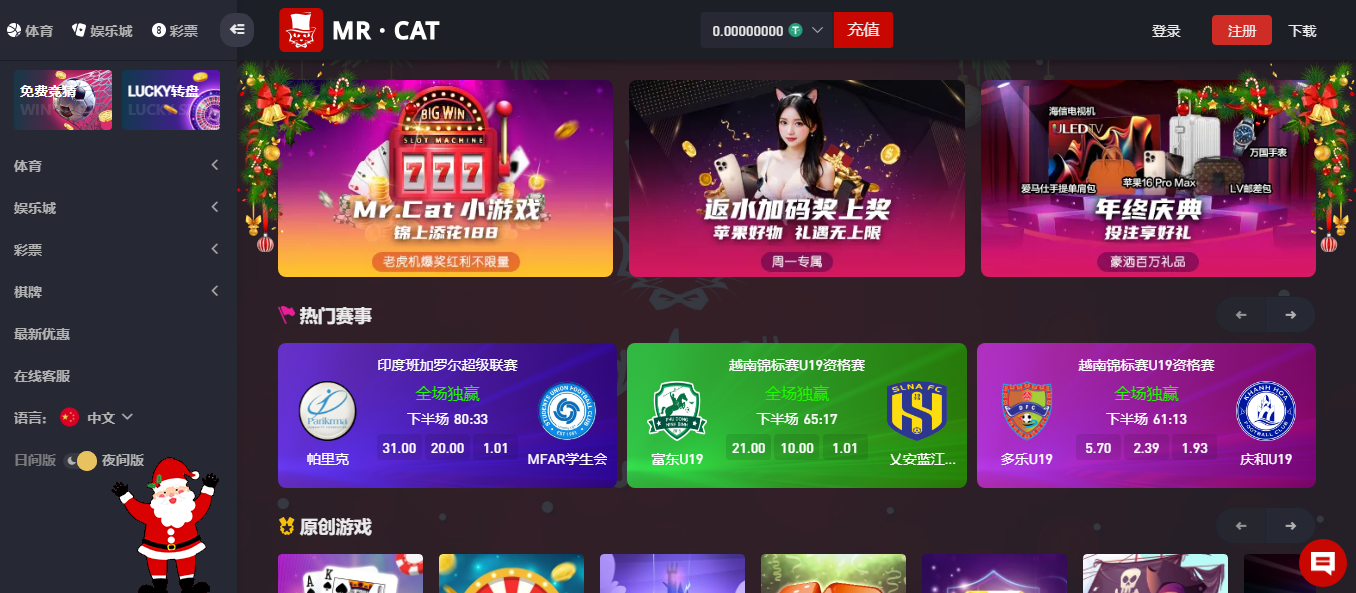 体育
娱乐城
彩票
MR · CAT
0.00000000
充值
登录
注册
下载
免费竞猜
WIN
LUCKY转盘
体育
娱乐城
彩票
棋牌
最新优惠
在线客服
语言:
中文
日间版
夜间版
BIG WIN
SLOT MACHINE
777
Mr.Cat 小游戏
锦上添花188
老虎机爆奖红利不限量
返水加码奖上奖
苹果好物 礼遇无上限
周一专属
海信电视机
ULED TV
万国手表
爱马仕手提单肩包
苹果16 Pro Max
LV邮差包
年终庆典
投注享好礼
豪洒百万礼品
热门赛事
印度班加罗尔超级联赛
全场独赢
下半场 80:33
31.00
20.00
1.01
Parikrma
帕里克
STUDENTS UNION FOOTBALL CLUB
MFAR学生会
越南锦标赛U19资格赛
全场独赢
下半场 65:17
21.00
10.00
1.01
富东U19
SLNA FC
乂安蓝江...
越南锦标赛U19资格赛
全场独赢
下半场 61:13
5.70
2.39
1.93
DFC
多乐U19
KHANH HOA
FOOTBALL CLUB
庆和U19
原创游戏
A
K